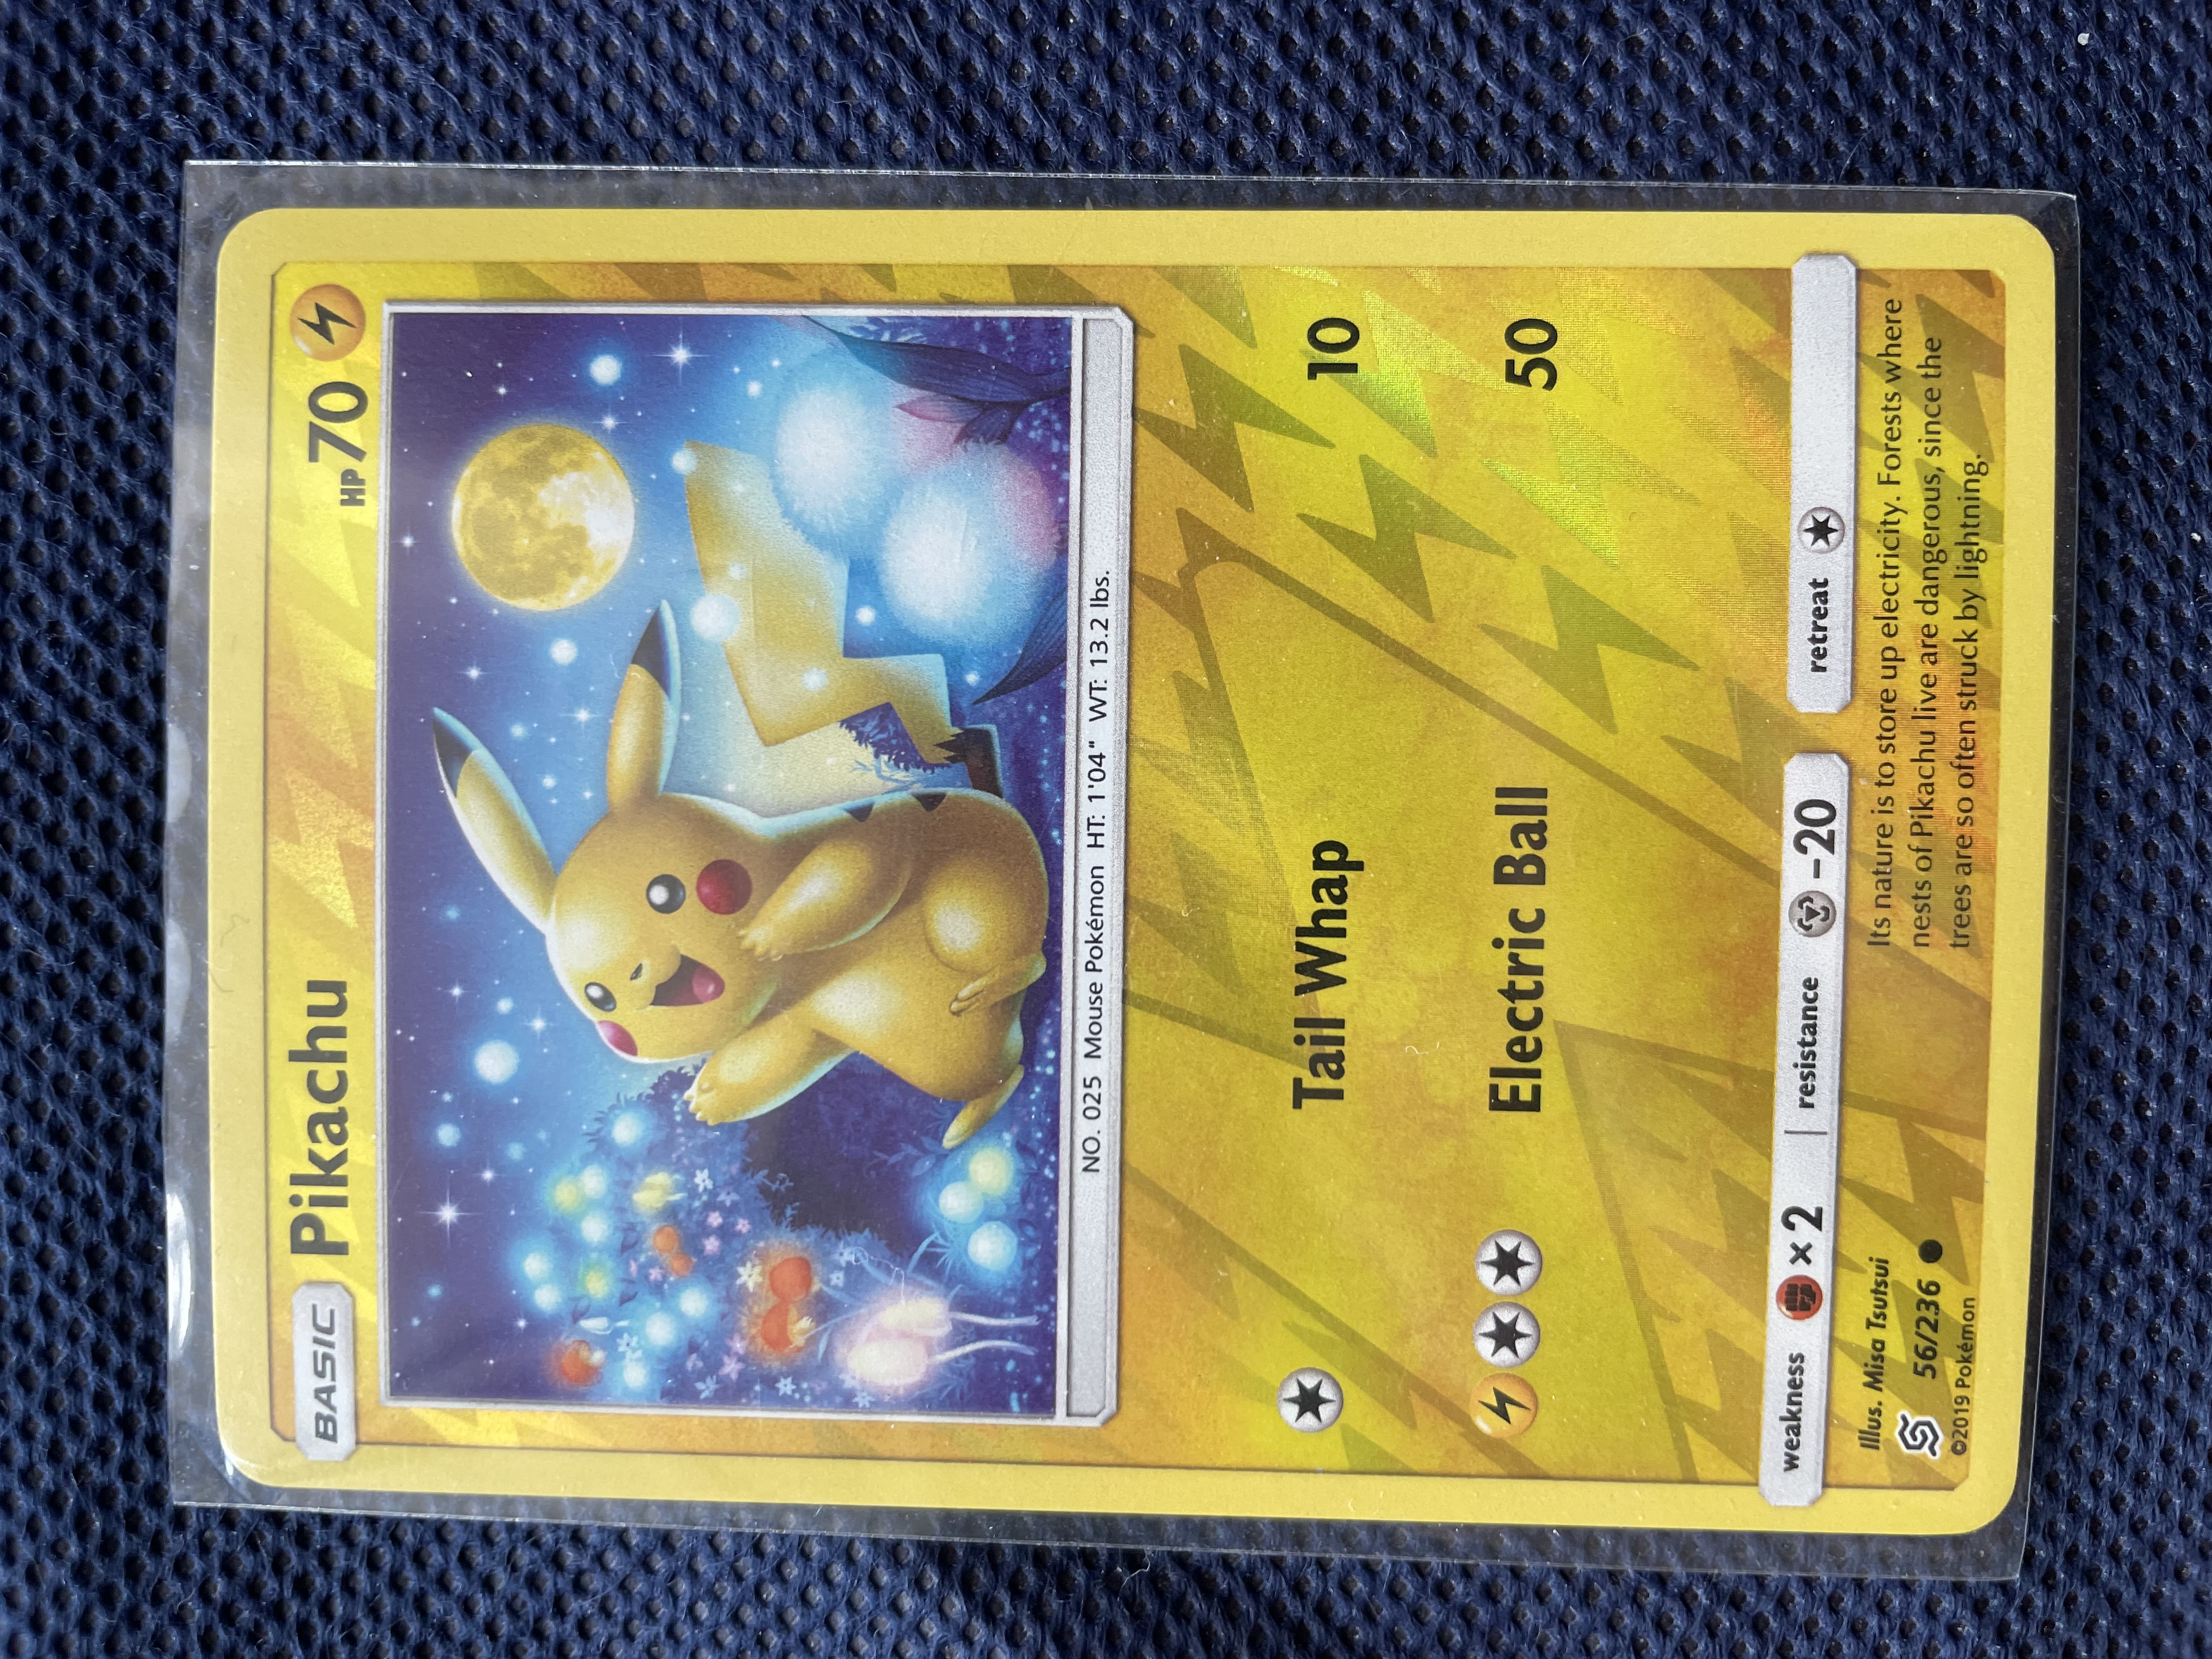 BASIC Pikachu HP 70
NO. 025 Mouse Pokémon HT: 1'04" WT: 13.2 lbs.
Tail Whap 10
Electric Ball 50
weakness ×2 resistance -20 retreat
Illus. Misa Tsutsui
56/236
©2019 Pokémon
Its nature is to store up electricity. Forests where
nests of Pikachu live are dangerous, since the
trees are so often struck by lightning.